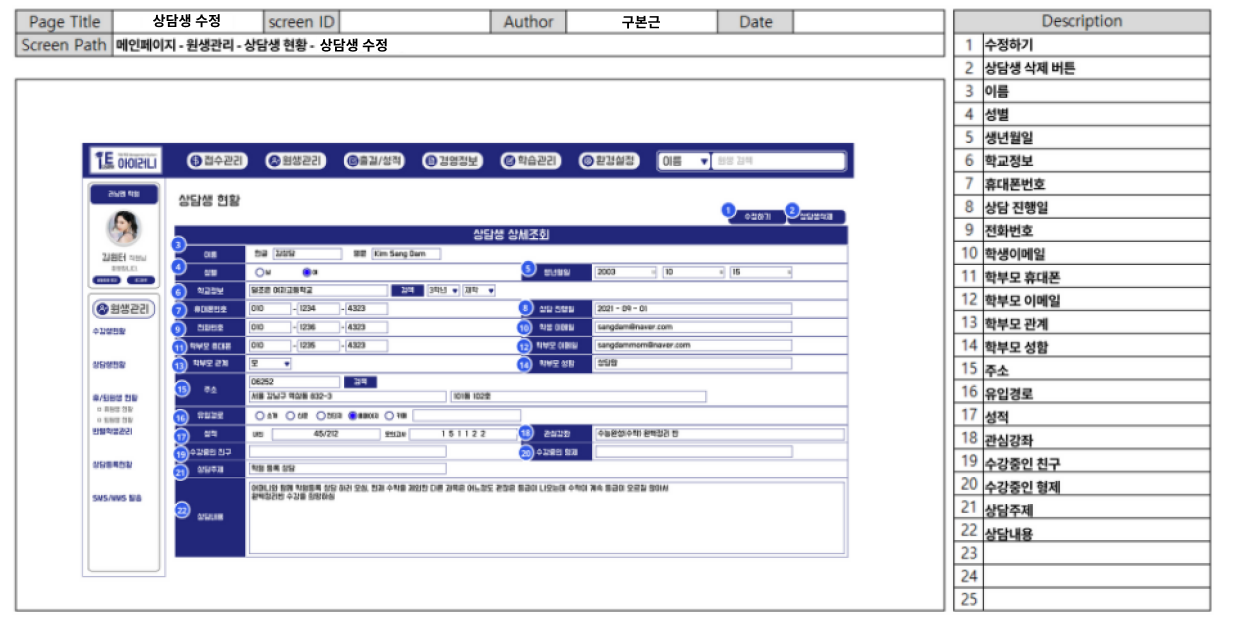 Page Title 상담생 수정 screen ID Author 구본근 Date
Screen Path 메인페이지 - 원생관리 - 상담생 현황 - 상담생 수정
아이러니
접수관리 원생관리 출결/성적 경영정보 학습관리 환경설정 이름 원생 검색
상담생 현황
1 수정하기 2 상담생삭제
상담생 상세조회
3 이름 한글 김상담 영문 Kim Sang Dam
4 성별 남 여 5 생년월일 2003 10 15
6 학교정보 알조은 여자고등학교 검색 3학년 재학
7 휴대폰번호 010 - 1234 - 4323 8 상담 진행일 2021 - 09 - 01
9 전화번호 010 - 1236 - 4323 10 학생 이메일 sangdam@naver.com
11 학부모 휴대폰 010 - 1235 - 4323 12 학부모 이메일 sangdammom@naver.com
13 학부모 관계 모 14 학부모 성함
15 주소 06252 검색
서울 강남구 역삼동 832-3 101동 102호
16 유입경로 소개 신문 전단지 홈페이지 기타
17 성적 내신 45/212 모의고사 1 5 1 1 2 2 18 관심강좌 수능완성(수학) 완벽정리 반
19 수강중인 친구 20 수강중인 형제
21 상담주제 학원 등록 상담
22 상담내용
원생관리
수강생현황
상담생현황
휴/퇴원생 현황
반별학생관리
상담등록현황
SMS/MMS 발송
Description
1 수정하기
2 상담생 삭제 버튼
3 이름
4 성별
5 생년월일
6 학교정보
7 휴대폰번호
8 상담 진행일
9 전화번호
10 학생이메일
11 학부모 휴대폰
12 학부모 이메일
13 학부모 관계
14 학부모 성함
15 주소
16 유입경로
17 성적
18 관심강좌
19 수강중인 친구
20 수강중인 형제
21 상담주제
22 상담내용
23
24
25